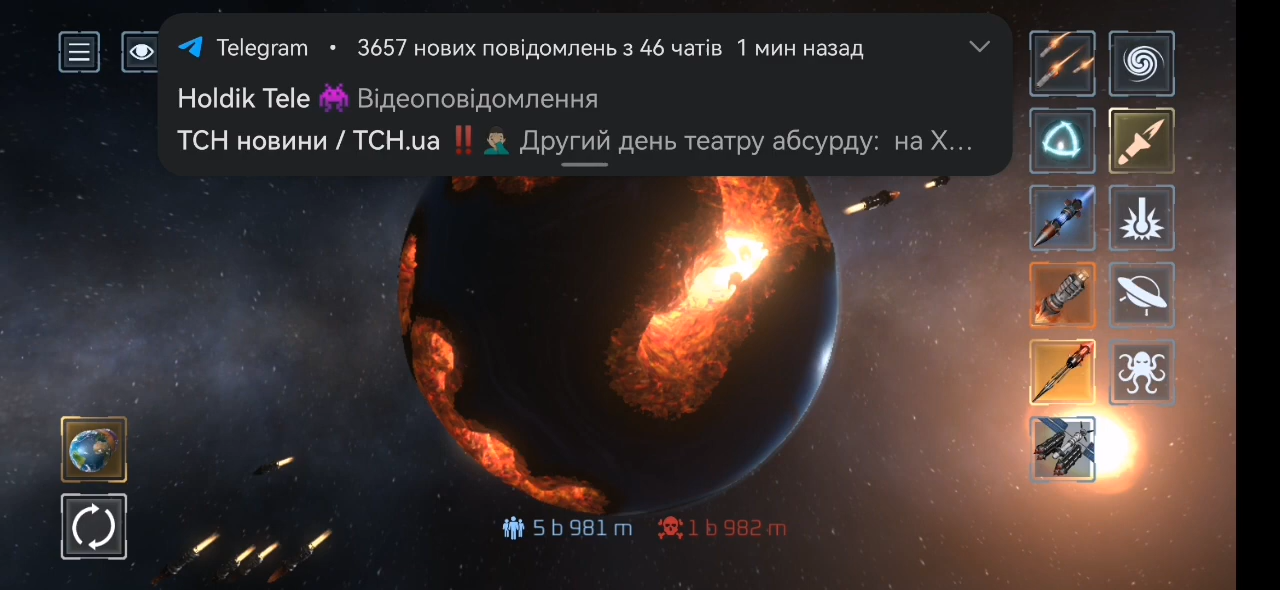 Telegram • 3657 нових повідомлень з 46 чатів 1 мин назад
Holdik Tele 👾 Відеоповідомлення
ТСН новини / TCH.ua ‼️🤦🏽‍♂️ Другий день театру абсурду: на Х...
5 b 981 m 1 b 982 m